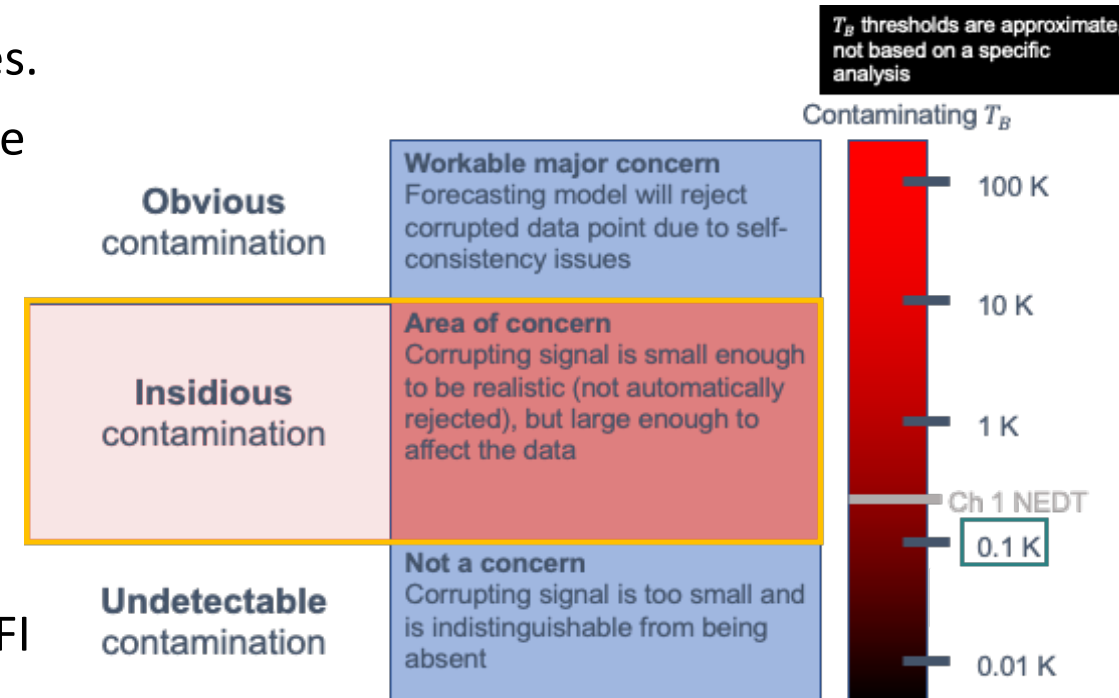 es.
e
FI
T_B thresholds are approximate
not based on a specific
analysis
Contaminating T_B
Obvious
contamination
Workable major concern
Forecasting model will reject
corrupted data point due to self-
consistency issues
Insidious
contamination
Area of concern
Corrupting signal is small enough
to be realistic (not automatically
rejected), but large enough to
affect the data
Undetectable
contamination
Not a concern
Corrupting signal is too small and
is indistinguishable from being
absent
100 K
10 K
1 K
Ch 1 NEDT
0.1 K
0.01 K